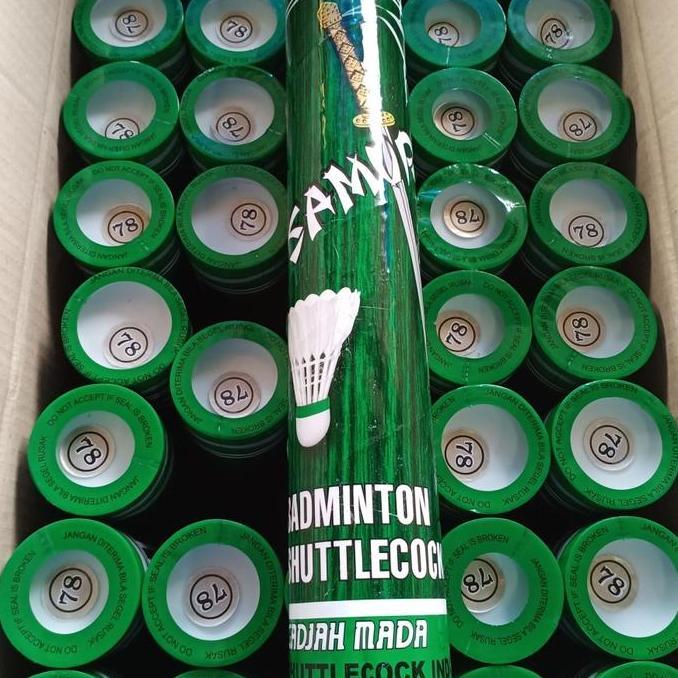 SAMUR
BADMINTON
SHUTTLECOCK
GADJAH MADA
SHUTTLECOCK IND
78
JANGAN DITERIMA BILA SEGEL RUSAK
DO NOT ACCEPT IF SEAL IS BROKEN